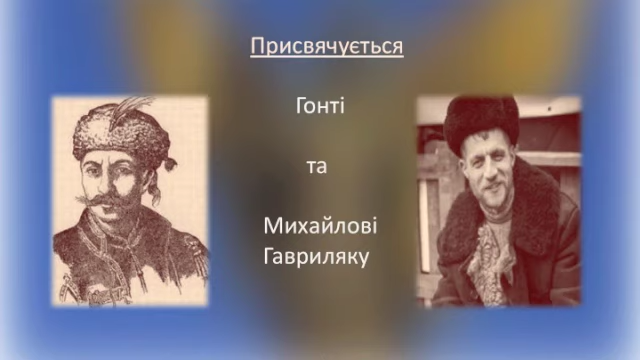 Присвячується
Гонті
та
Михайлові
Гавриляку